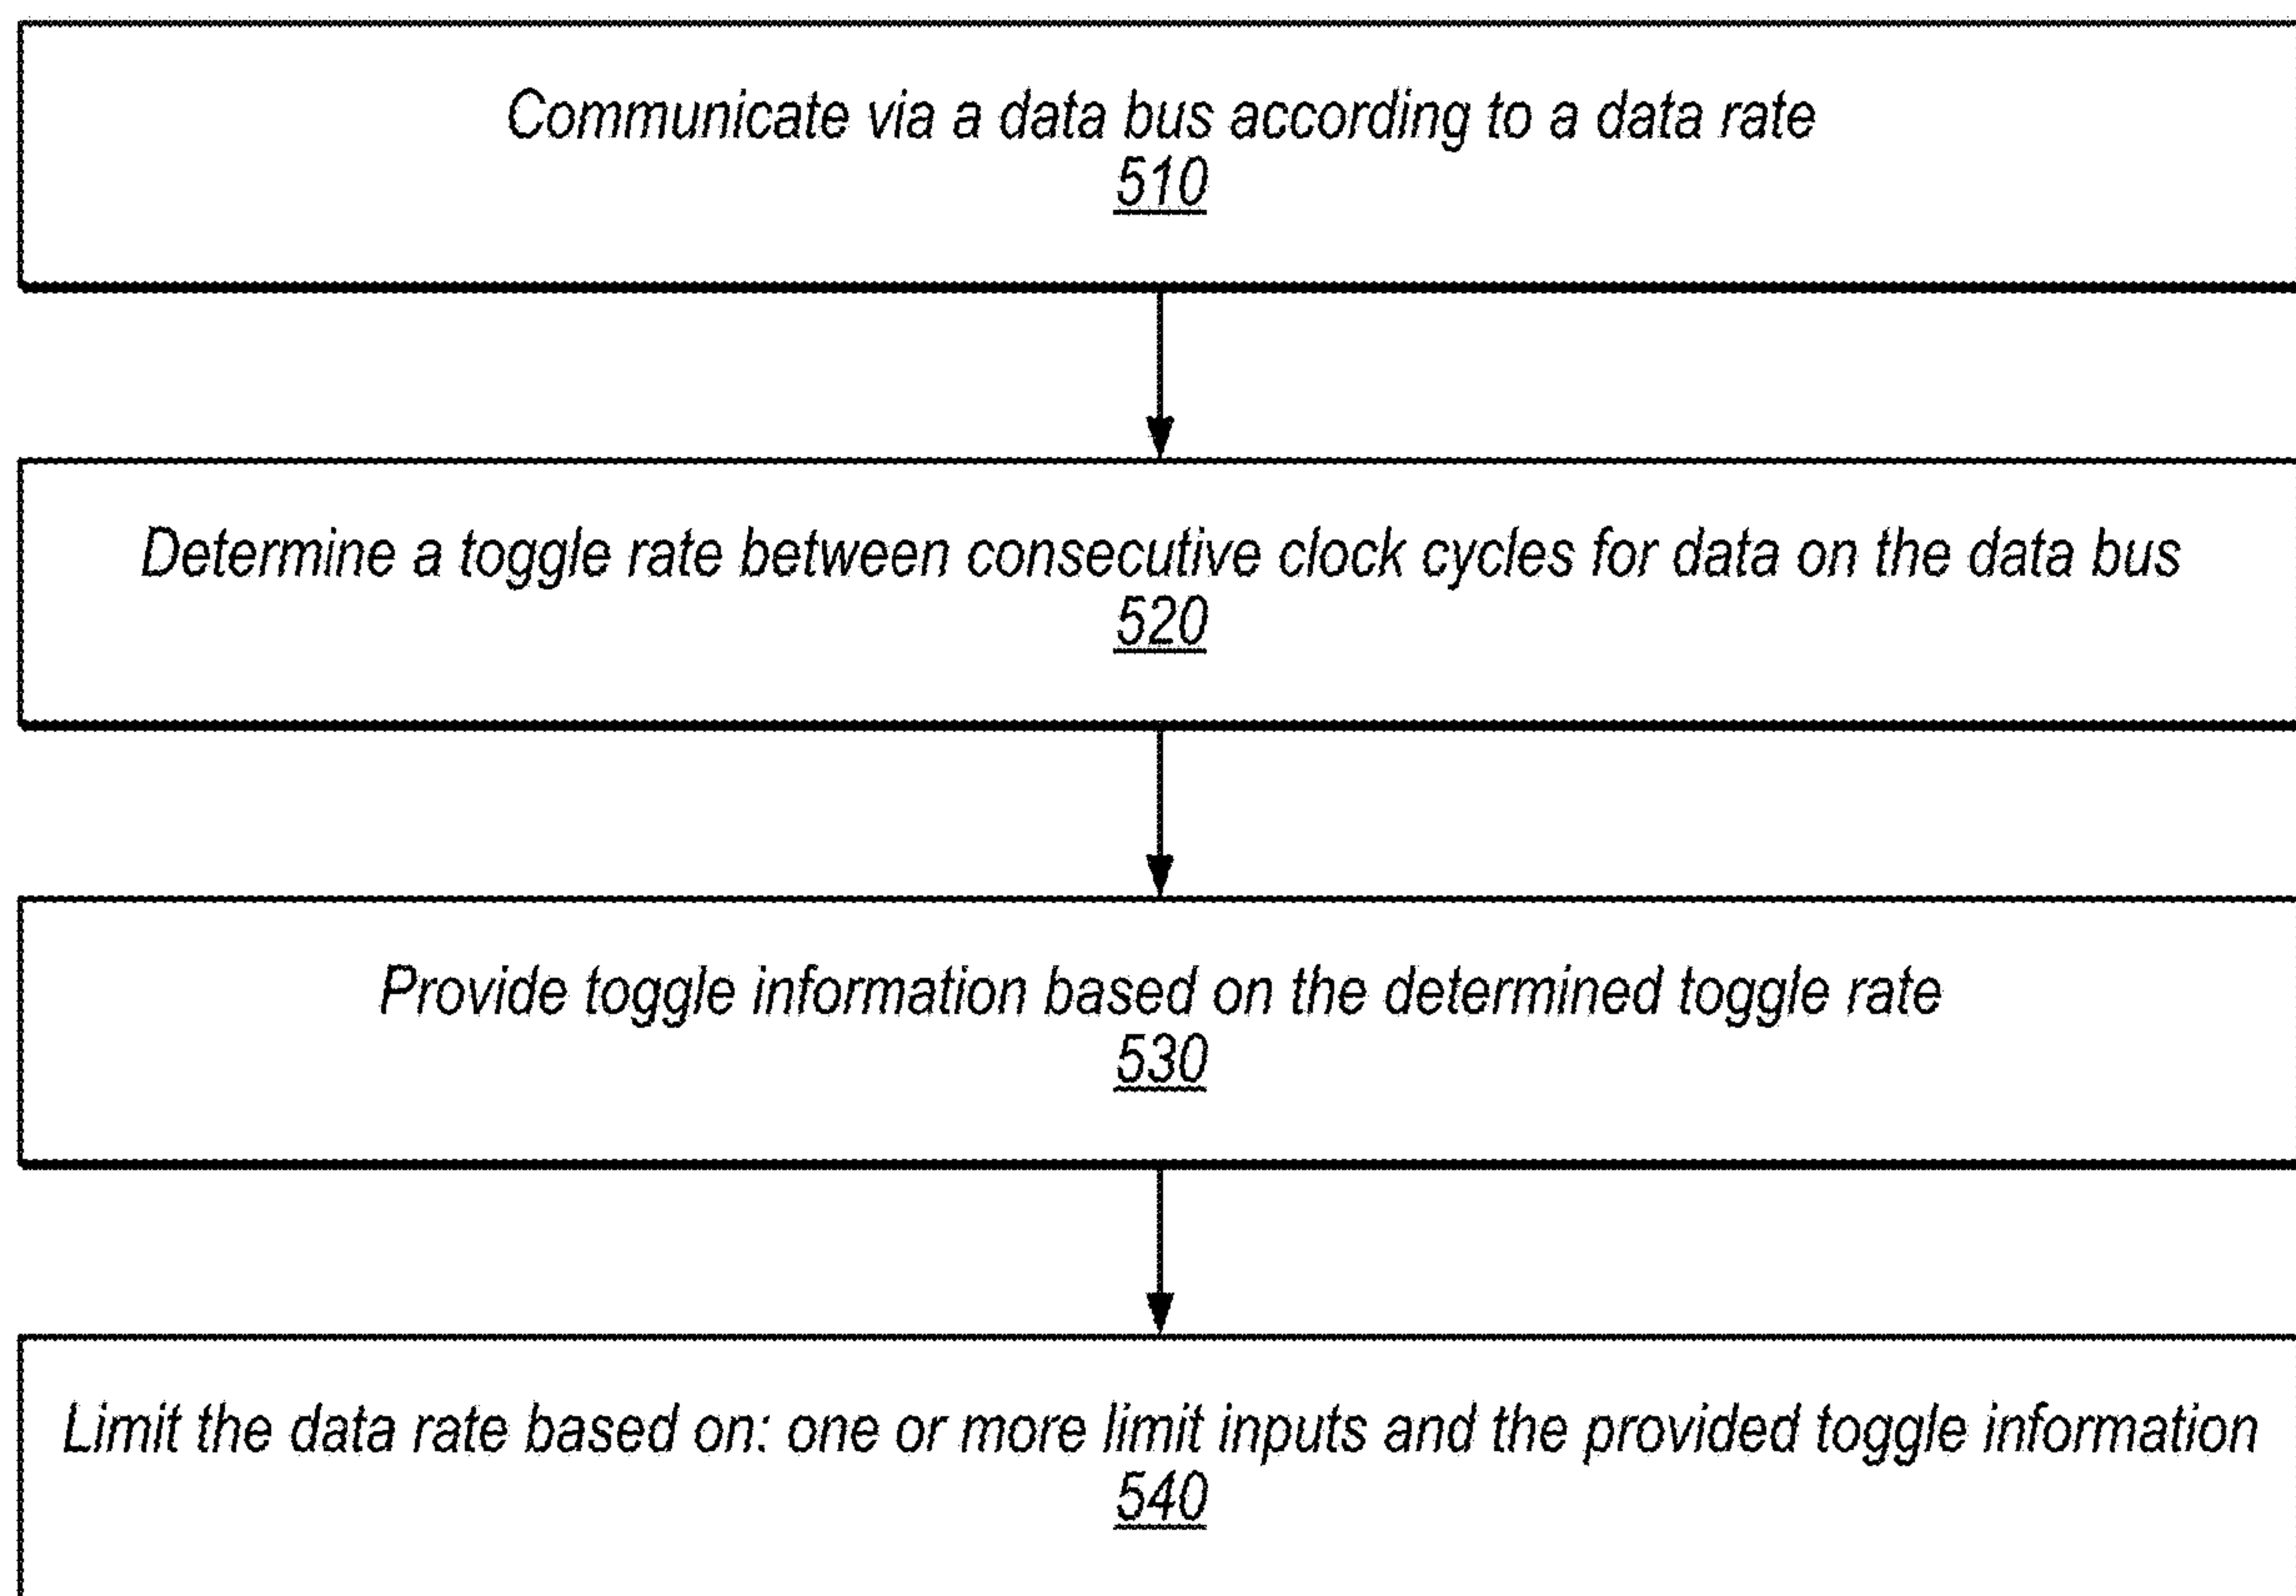 Communicate via a data bus according to a data rate
510
Determine a toggle rate between consecutive clock cycles for data on the data bus
520
Provide toggle information based on the determined toggle rate
530
Limit the data rate based on: one or more limit inputs and the provided toggle information
540